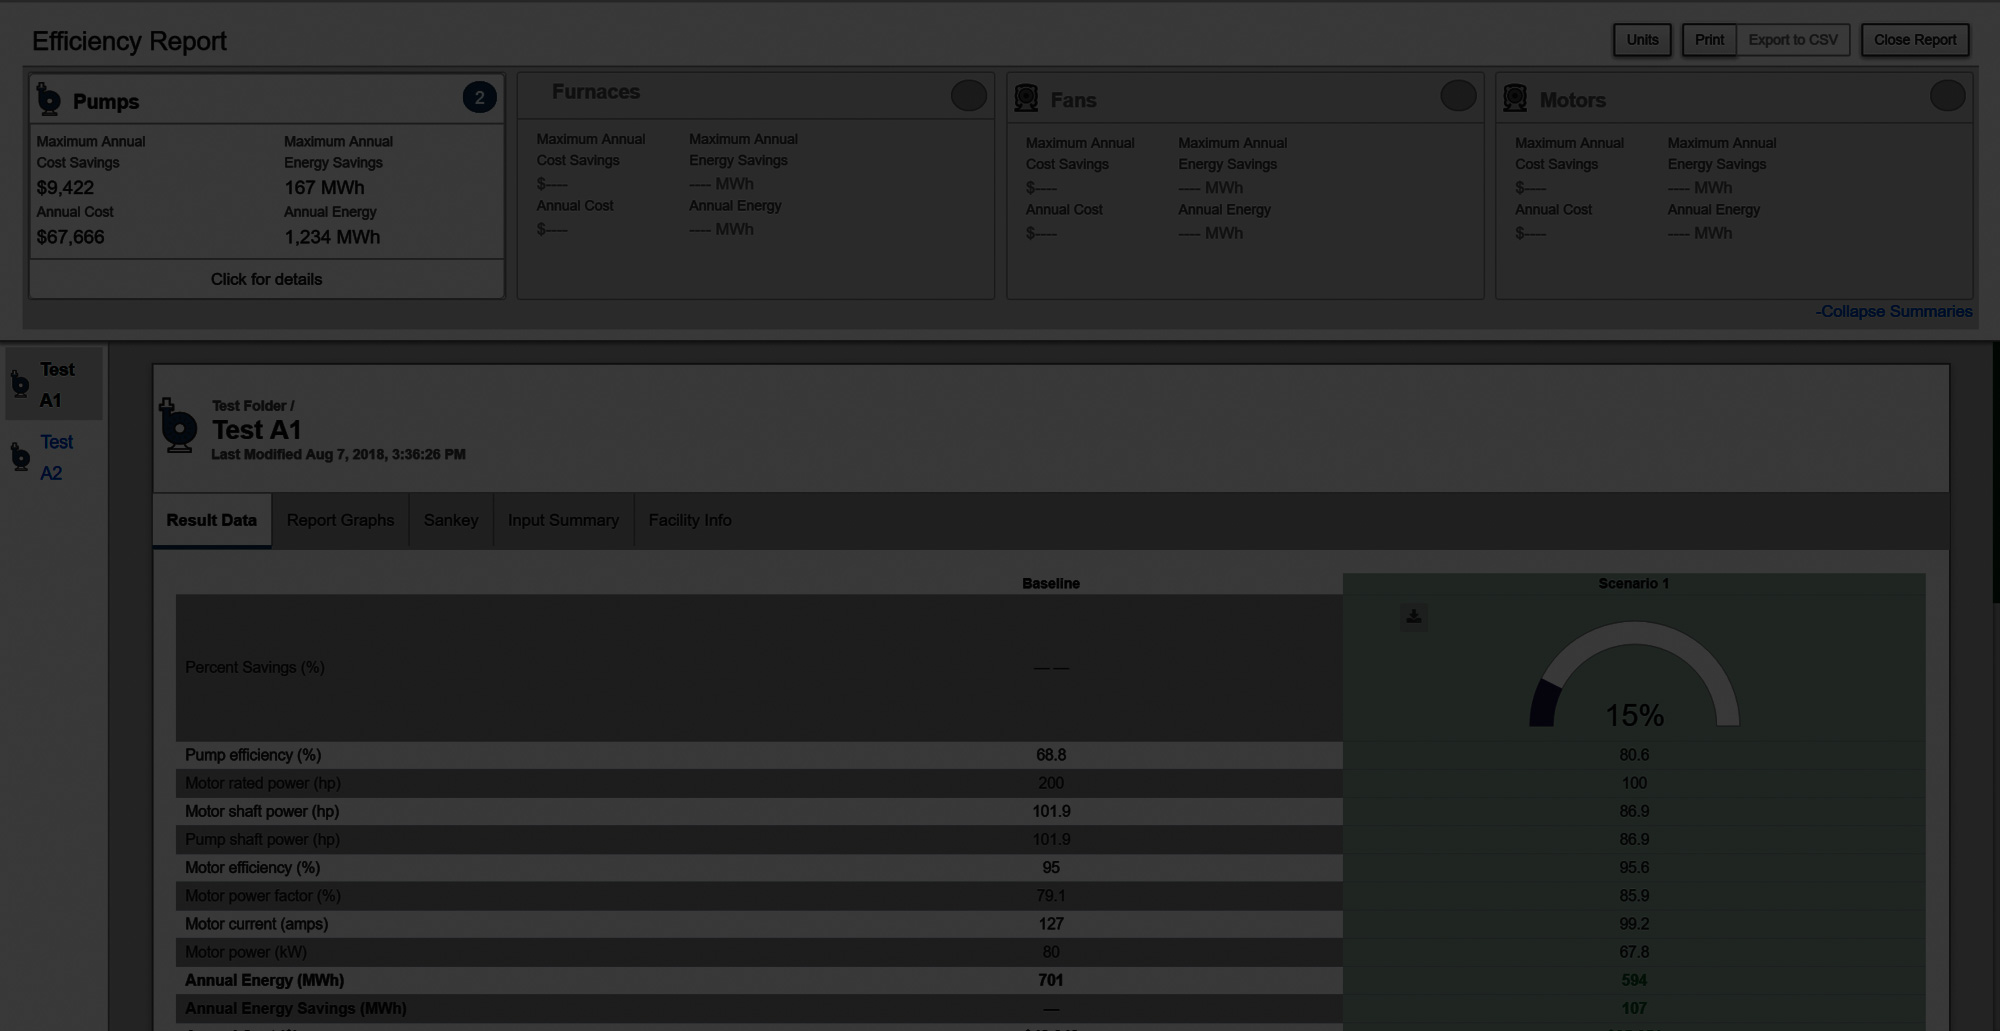 Efficiency Report
Units
Print
Export to CSV
Close Report
Pumps
2
Maximum Annual
Cost Savings
$9,422
Annual Cost
$67,666
Maximum Annual
Energy Savings
167 MWh
Annual Energy
1,234 MWh
Click for details
Furnaces
Maximum Annual
Cost Savings
$----
Annual Cost
$----
Maximum Annual
Energy Savings
---- MWh
Annual Energy
---- MWh
Fans
Maximum Annual
Cost Savings
$----
Annual Cost
$----
Maximum Annual
Energy Savings
---- MWh
Annual Energy
---- MWh
Motors
Maximum Annual
Cost Savings
$----
Annual Cost
$----
Maximum Annual
Energy Savings
---- MWh
Annual Energy
---- MWh
-Collapse Summaries
Test
A1
Test
A2
Test Folder /
Test A1
Last Modified Aug 7, 2018, 3:36:26 PM
Result Data Report Graphs Sankey Input Summary Facility Info
Baseline Scenario 1
Percent Savings (%) — — 15%
Pump efficiency (%) 68.8 80.6
Motor rated power (hp) 200 100
Motor shaft power (hp) 101.9 86.9
Pump shaft power (hp) 101.9 86.9
Motor efficiency (%) 95 95.6
Motor power factor (%) 79.1 85.9
Motor current (amps) 127 99.2
Motor power (kW) 80 67.8
Annual Energy (MWh) 701 594
Annual Energy Savings (MWh) — 107